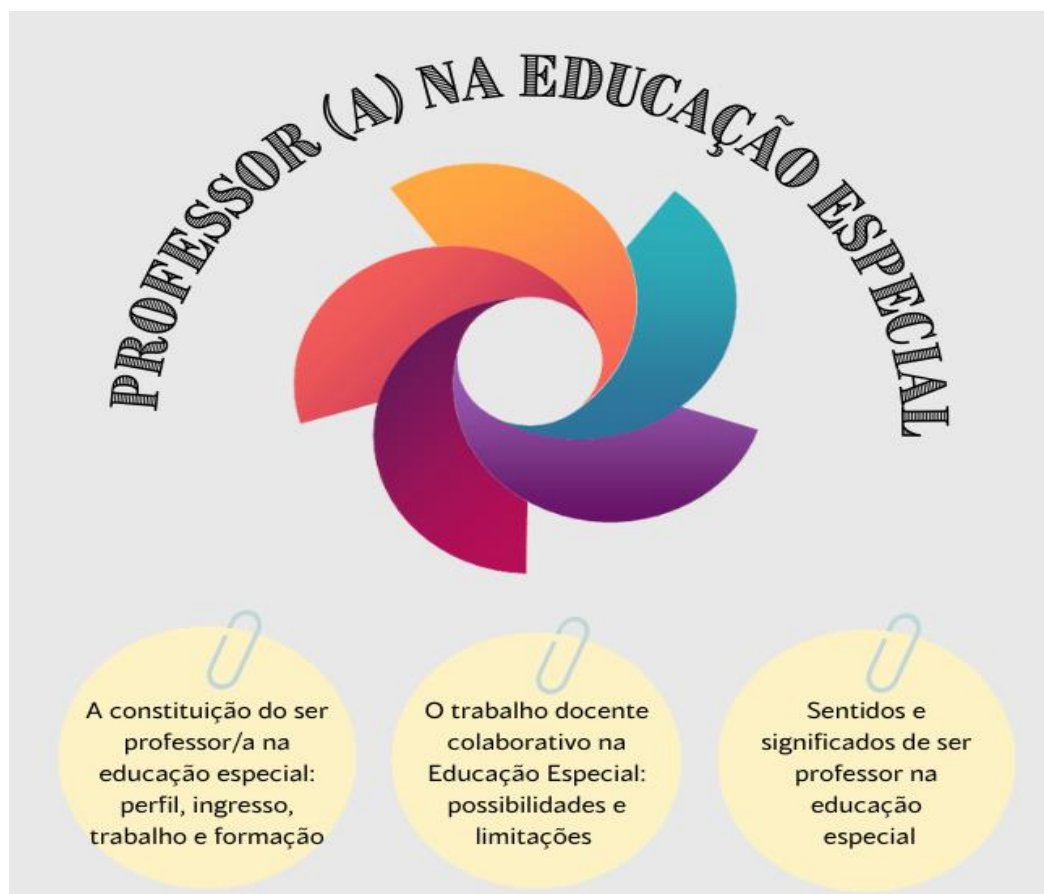 PROFESSOR (A) NA EDUCAÇÃO ESPECIAL
A constituição do ser
professor/a na
educação especial:
perfil, ingresso,
trabalho e formação
O trabalho docente
colaborativo na
Educação Especial:
possibilidades e
limitações
Sentidos e
significados de ser
professor na
educação
especial